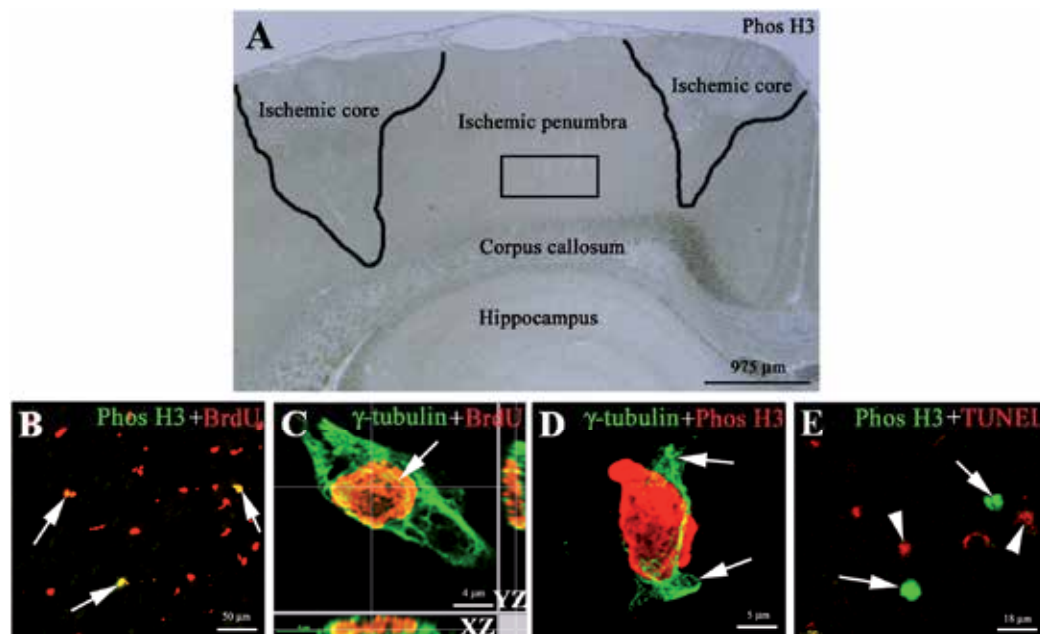 A
Phos H3
Ischemic core
Ischemic core
Ischemic penumbra
Corpus callosum
Hippocampus
975 µm
B
Phos H3+BrdU
50 µm
C
γ-tubulin+BrdU
4 µm
YZ
XZ
D
γ-tubulin+Phos H3
5 µm
E
Phos H3+TUNEL
18 µm